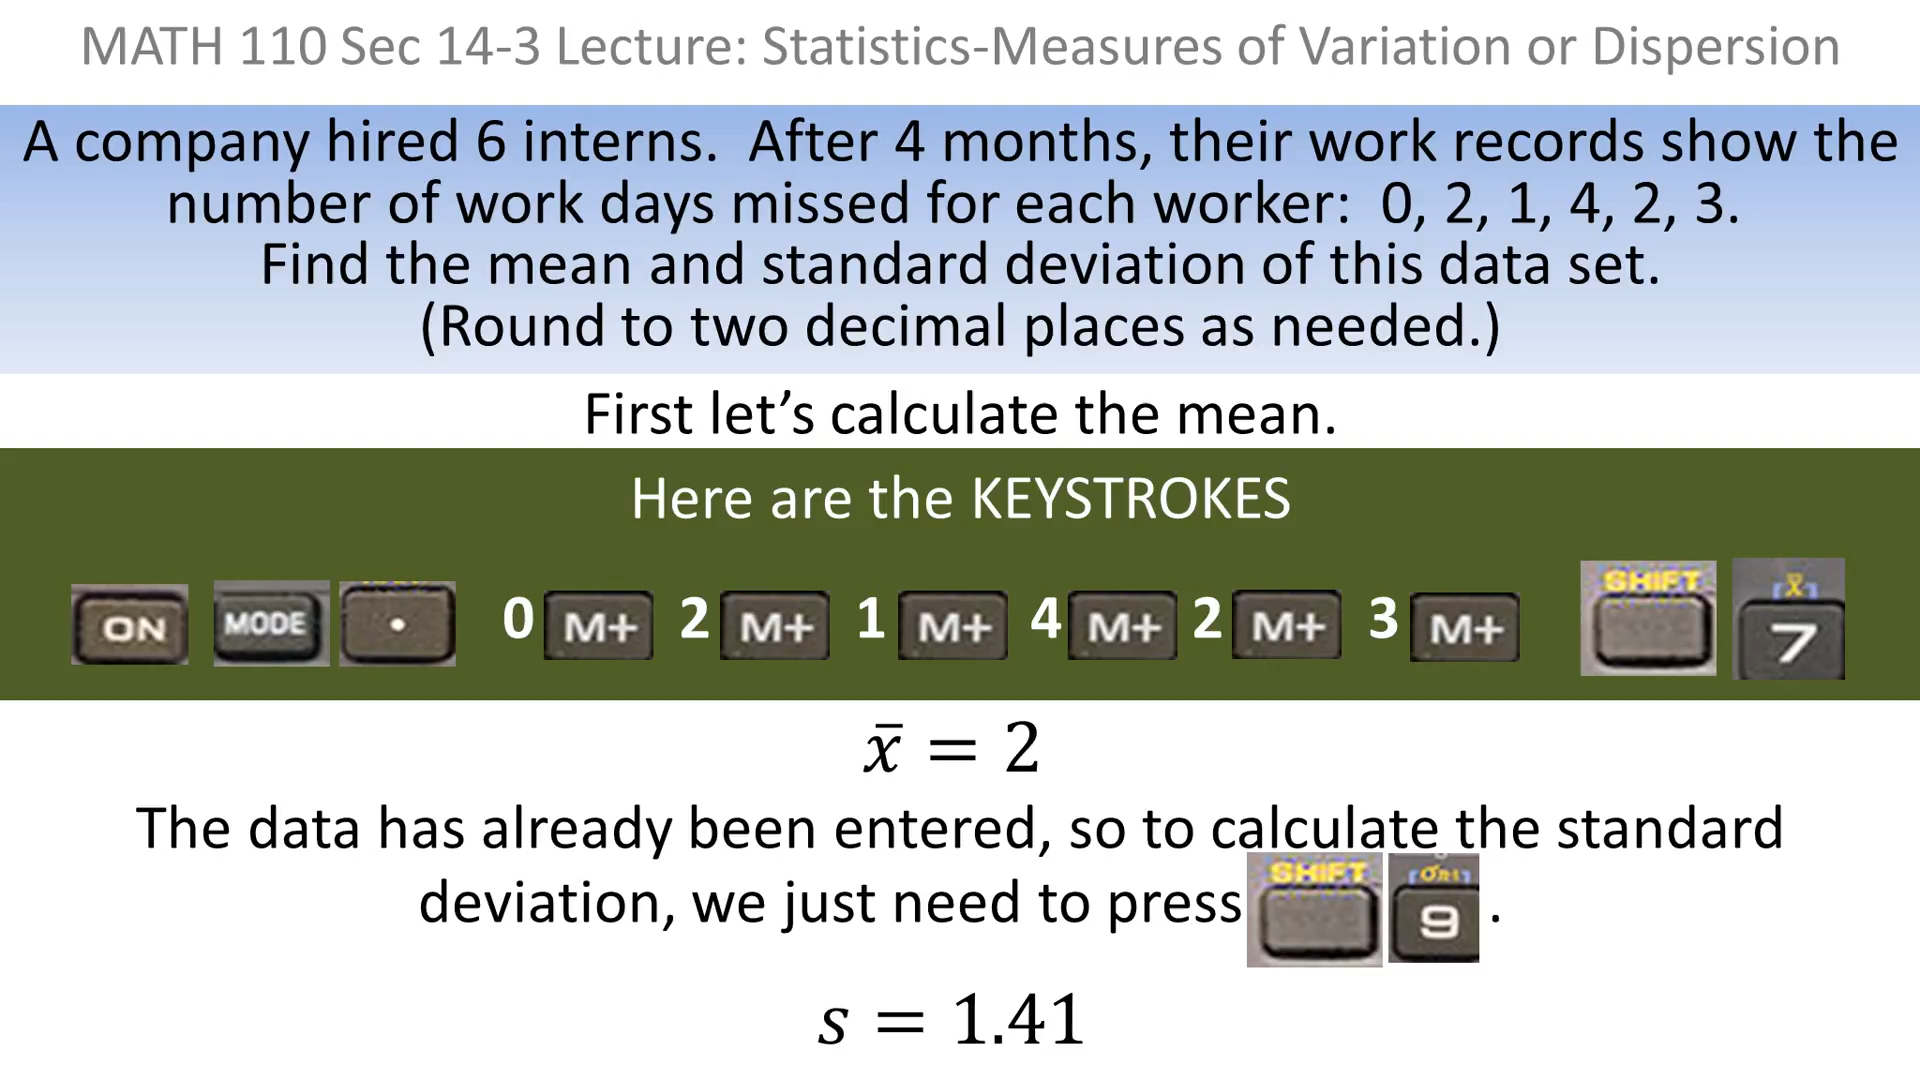 MATH 110 Sec 14-3 Lecture: Statistics-Measures of Variation or Dispersion
A company hired 6 interns. After 4 months, their work records show the
number of work days missed for each worker: 0, 2, 1, 4, 2, 3.
Find the mean and standard deviation of this data set.
(Round to two decimal places as needed.)
First let’s calculate the mean.
Here are the KEYSTROKES
SHIFT [x̄]
ON MODE • 0 M+ 2 M+ 1 M+ 4 M+ 2 M+ 3 M+ 7
x̄ = 2
The data has already been entered, so to calculate the standard
SHIFT [σn-1]
deviation, we just need to press 9 .
s = 1.41